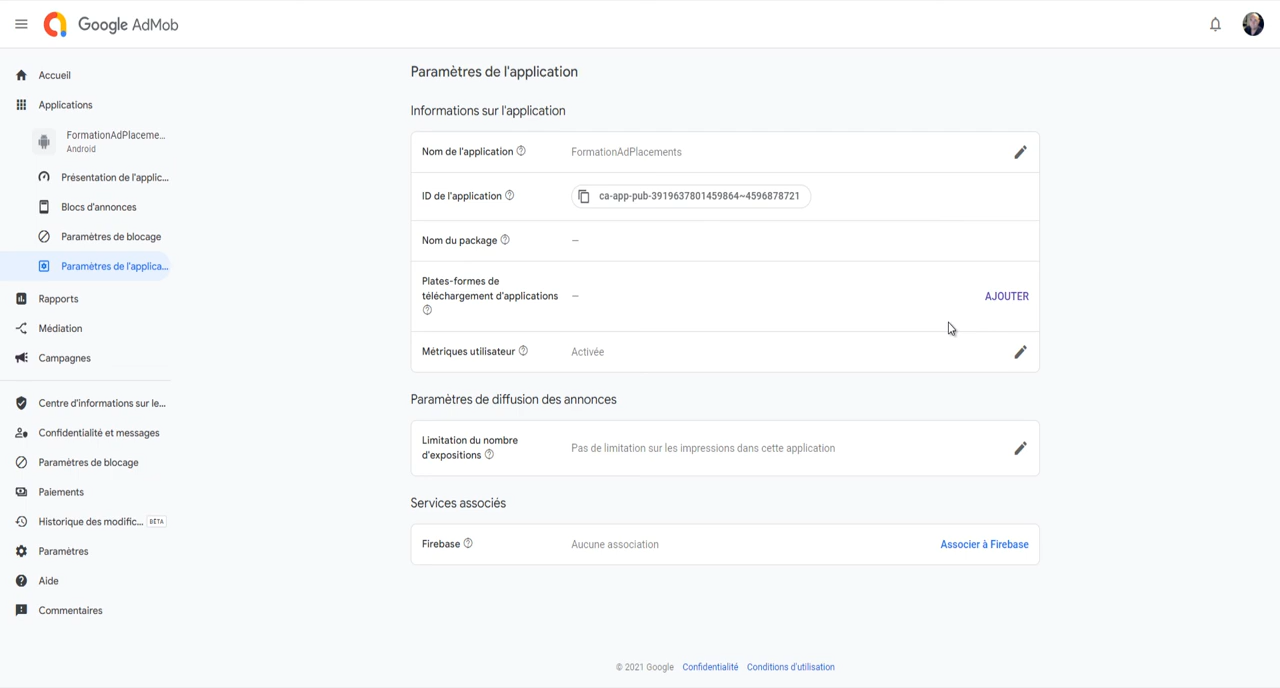 Google AdMob
Accueil
Applications
FormationAdPlaceme...
Android
Présentation de l'applic...
Blocs d'annonces
Paramètres de blocage
Paramètres de l'applica...
Rapports
Médiation
Campagnes
Centre d'informations sur le...
Confidentialité et messages
Paramètres de blocage
Paiements
Historique des modific... BÊTA
Paramètres
Aide
Commentaires
Paramètres de l'application
Informations sur l'application
Nom de l'application FormationAdPlacements
ID de l'application ca-app-pub-3919637801459864~4596878721
Nom du package –
Plates-formes de
téléchargement d'applications – AJOUTER
Métriques utilisateur Activée
Paramètres de diffusion des annonces
Limitation du nombre
d'expositions Pas de limitation sur les impressions dans cette application
Services associés
Firebase Aucune association Associer à Firebase
© 2021 Google Confidentialité Conditions d'utilisation